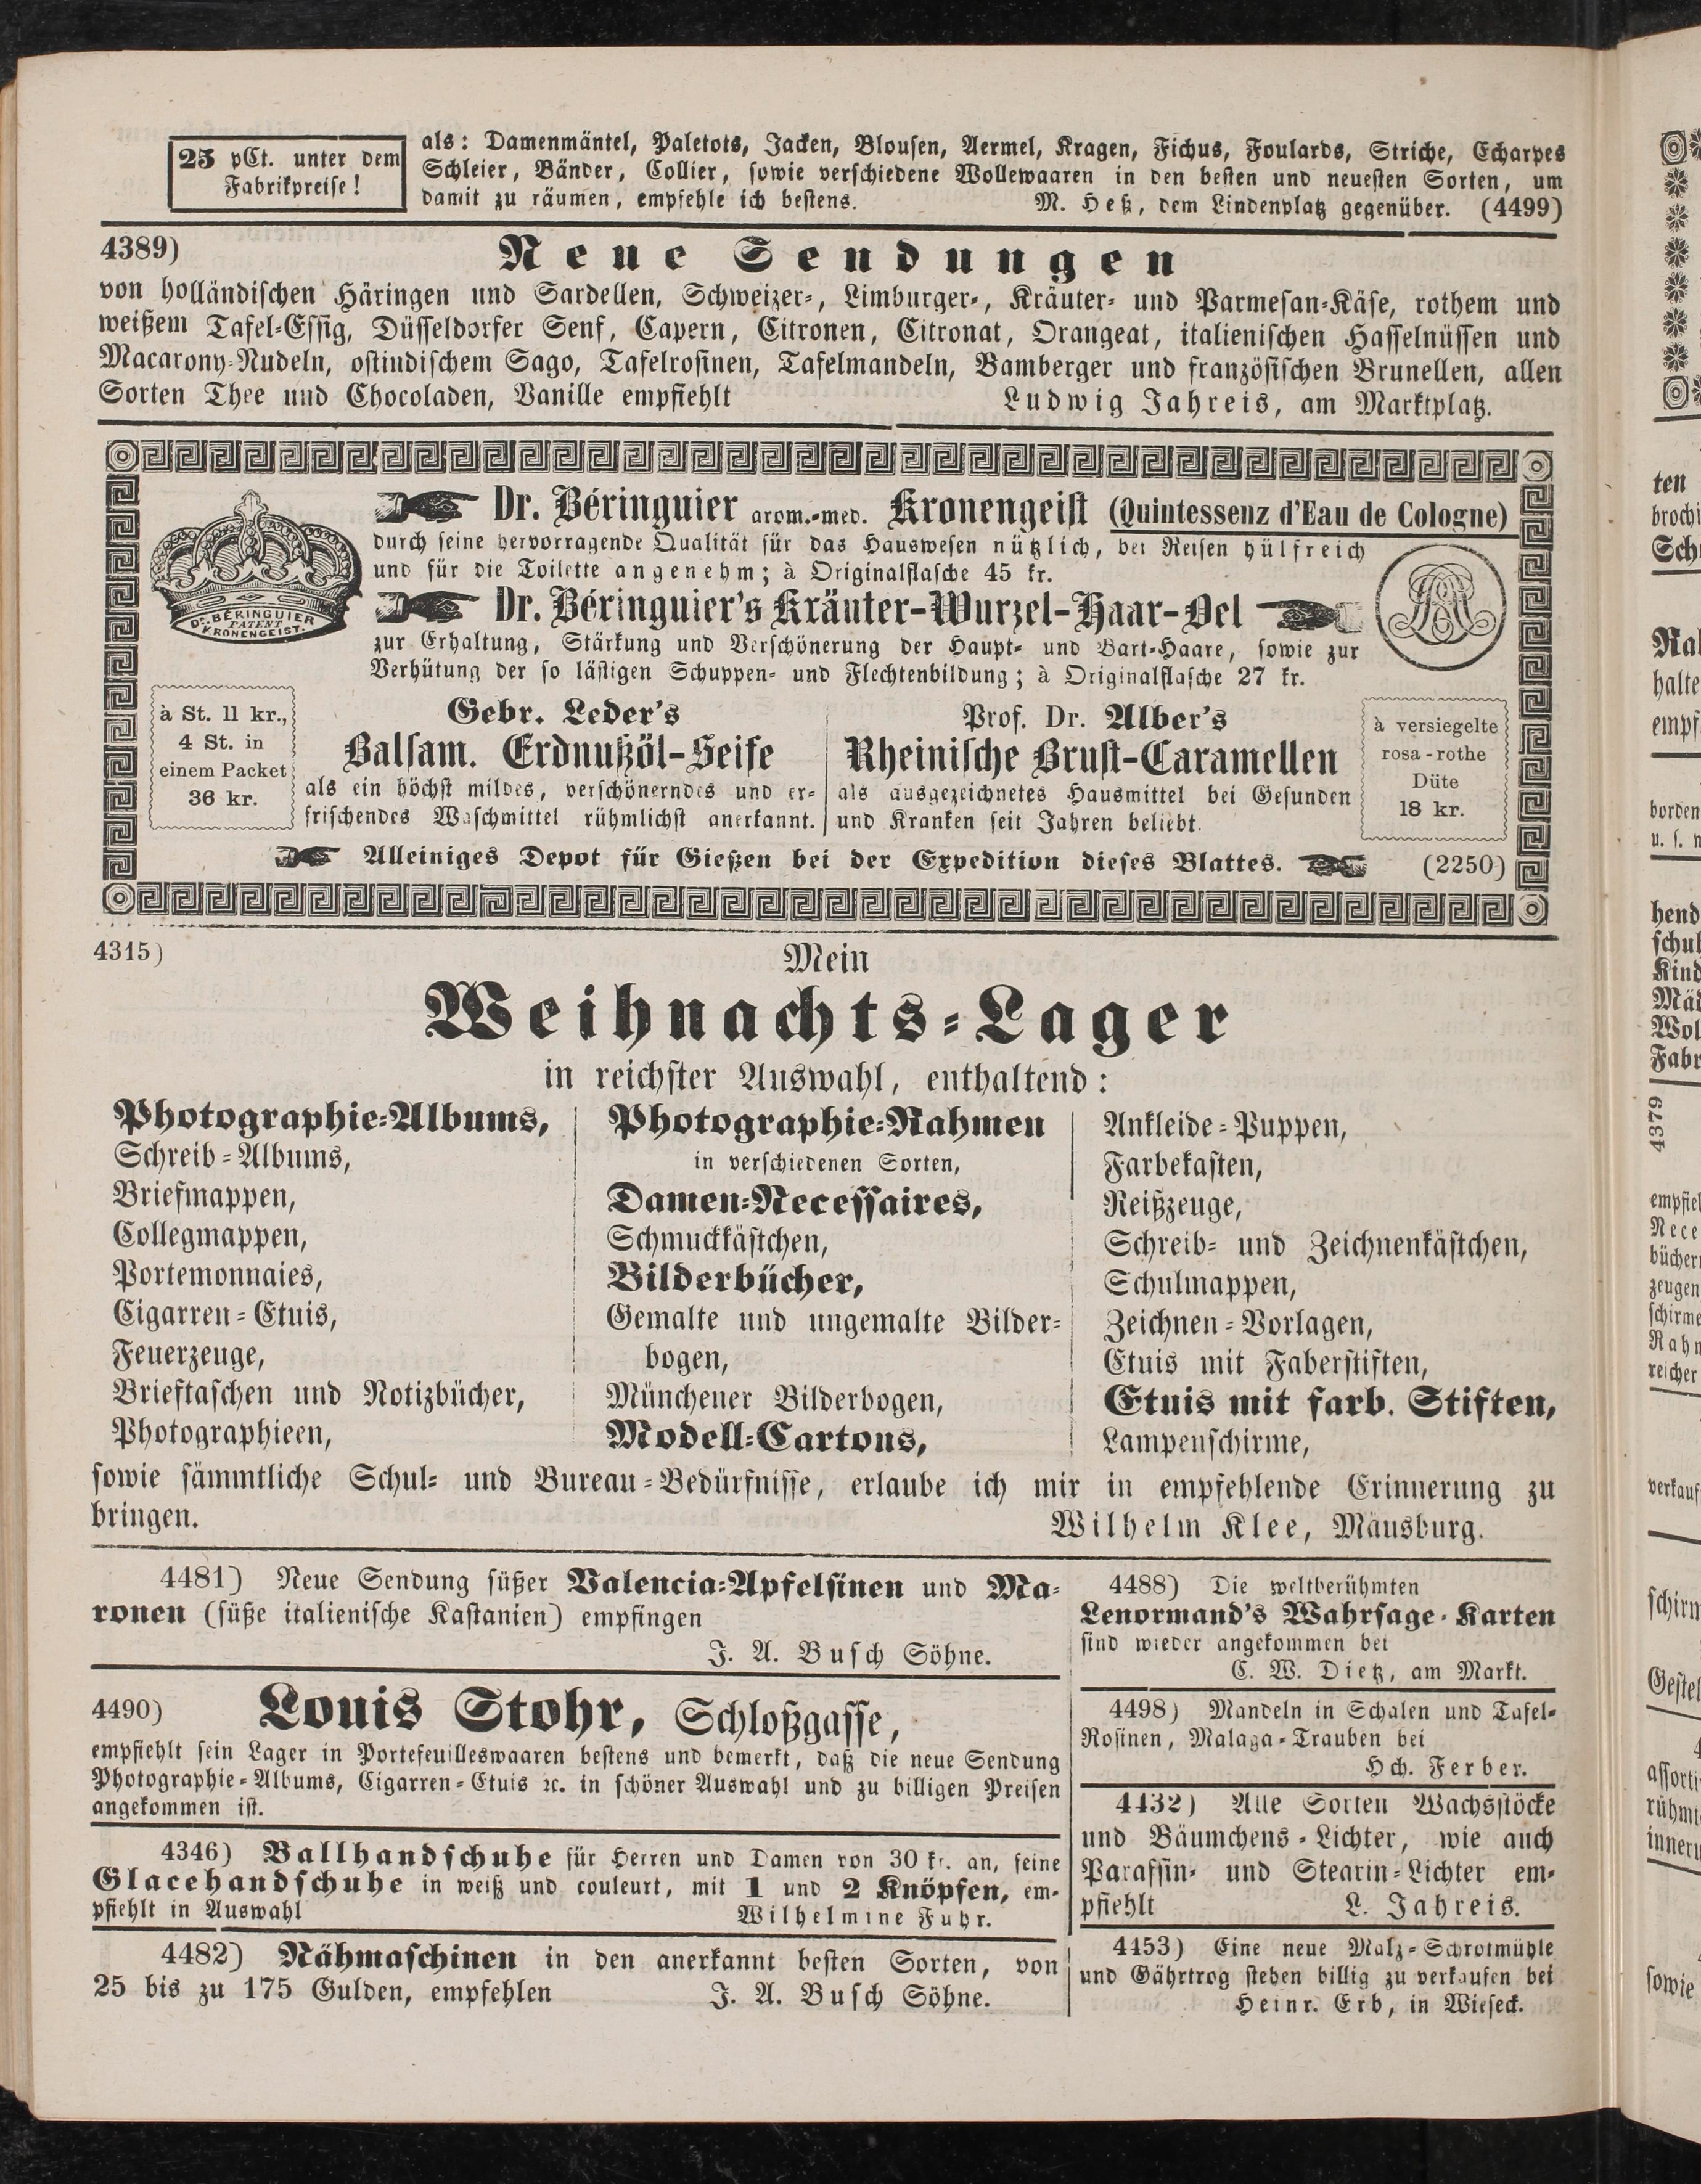 25 pCt. unter dem
Fabrikpreise!
als: Damenmäntel, Paletots, Jacken, Blousen, Aermel, Kragen, Fichus, Foulards, Striche, Echarpes
Schleier, Bänder, Collier, sowie verschiedene Wollewaaren in den besten und neuesten Sorten, um
damit zu räumen, empfehle ich bestens. M. Heß, dem Lindenplatz gegenüber. (4499)
4389) Neue Sendungen
von holländischen Häringen und Sardellen, Schweizer-, Limburger-, Kräuter- und Parmesan-Käse, rothem und
weißem Tafel-Essig, Düsseldorfer Senf, Capern, Citronen, Citronat, Orangeat, italienischen Hasselnüssen und
Macarony-Nudeln, ostindischem Sago, Tafelrosinen, Tafelmandeln, Bamberger und französischen Brunellen, allen
Sorten Thee und Chocoladen, Vanille empfiehlt Ludwig Jahreis, am Marktplatz.
Dr. Béringuier arom.-med. Kronengeist (Quintessenz d'Eau de Cologne)
durch seine hervorragende Qualität für das Hauswesen nützlich, bei Reisen hülfreich
und für die Toilette angenehm; à Originalflasche 45 kr.
DR. BÉRINGUIER
PATENT
KRONENGEIST.
Dr. Béringuier's Kräuter-Wurzel-Haar-Oel
zur Erhaltung, Stärkung und Verschönerung der Haupt- und Bart-Haare, sowie zur
Verhütung der so lästigen Schuppen- und Flechtenbildung; à Originalflasche 27 kr.
à St. 11 kr.,
4 St. in
einem Packet
36 kr.
Gebr. Leder's
Balsam. Erdnußöl-Seife
als ein höchst mildes, verschönerndes und er-
frischendes Waschmittel rühmlichst anerkannt.
Prof. Dr. Alber's
Rheinische Brust-Caramellen
als ausgezeichnetes Hausmittel bei Gesunden
und Kranken seit Jahren beliebt.
à versiegelte
rosa-rothe
Düte
18 kr.
Alleiniges Depot für Gießen bei der Expedition dieses Blattes. (2250)
4315) Mein
Weihnachts-Lager
in reichster Auswahl, enthaltend:
Photographie-Albums,
Schreib-Albums,
Briefmappen,
Collegmappen,
Portemonnaies,
Cigarren-Etuis,
Feuerzeuge,
Brieftaschen und Notizbücher,
Photographieen,
Photographie-Rahmen
in verschiedenen Sorten,
Damen-Necessaires,
Schmuckkästchen,
Bilderbücher,
Gemalte und ungemalte Bilder-
bogen,
Münchener Bilderbogen,
Modell-Cartons,
Ankleide-Puppen,
Farbekasten,
Reißzeuge,
Schreib- und Zeichnenkästchen,
Schulmappen,
Zeichnen-Vorlagen,
Etuis mit Faberstiften,
Etuis mit farb. Stiften,
Lampenschirme,
sowie sämmtliche Schul- und Bureau-Bedürfnisse, erlaube ich mir in empfehlende Erinnerung zu
bringen. Wilhelm Klee, Mäusburg.
4481) Neue Sendung süßer Valencia-Apfelsinen und Ma-
ronen (süße italienische Kastanien) empfingen
J. A. Busch Söhne.
4490) Louis Stohr, Schloßgasse,
empfiehlt sein Lager in Portefeuilleswaaren bestens und bemerkt, daß die neue Sendung
Photographie-Albums, Cigarren-Etuis ꝛc. in schöner Auswahl und zu billigen Preisen
angekommen ist.
4346) Ballhandschuhe für Herren und Damen von 30 kr. an, feine
Glacehandschuhe in weiß und couleurt, mit 1 und 2 Knöpfen, em-
pfiehlt in Auswahl Wilhelmine Fuhr.
4482) Nähmaschinen in den anerkannt besten Sorten, von
25 bis zu 175 Gulden, empfehlen J. A. Busch Söhne.
4488) Die weltberühmten
Lenormand's Wahrsage-Karten
sind wieder angekommen bei
C. W. Dietz, am Markt.
4498) Mandeln in Schalen und Tafel-
Rosinen, Malaga-Trauben bei
Hch. Ferber.
4432) Alle Sorten Wachsstöcke
und Bäumchens-Lichter, wie auch
Paraffin- und Stearin-Lichter em-
pfiehlt L. Jahreis.
4453) Eine neue Malz-Schrotmühle
und Gährtrog stehen billig zu verkaufen bei
Heinr. Erb, in Wieseck.
ten
halte
hend
4379
reicher
sowie